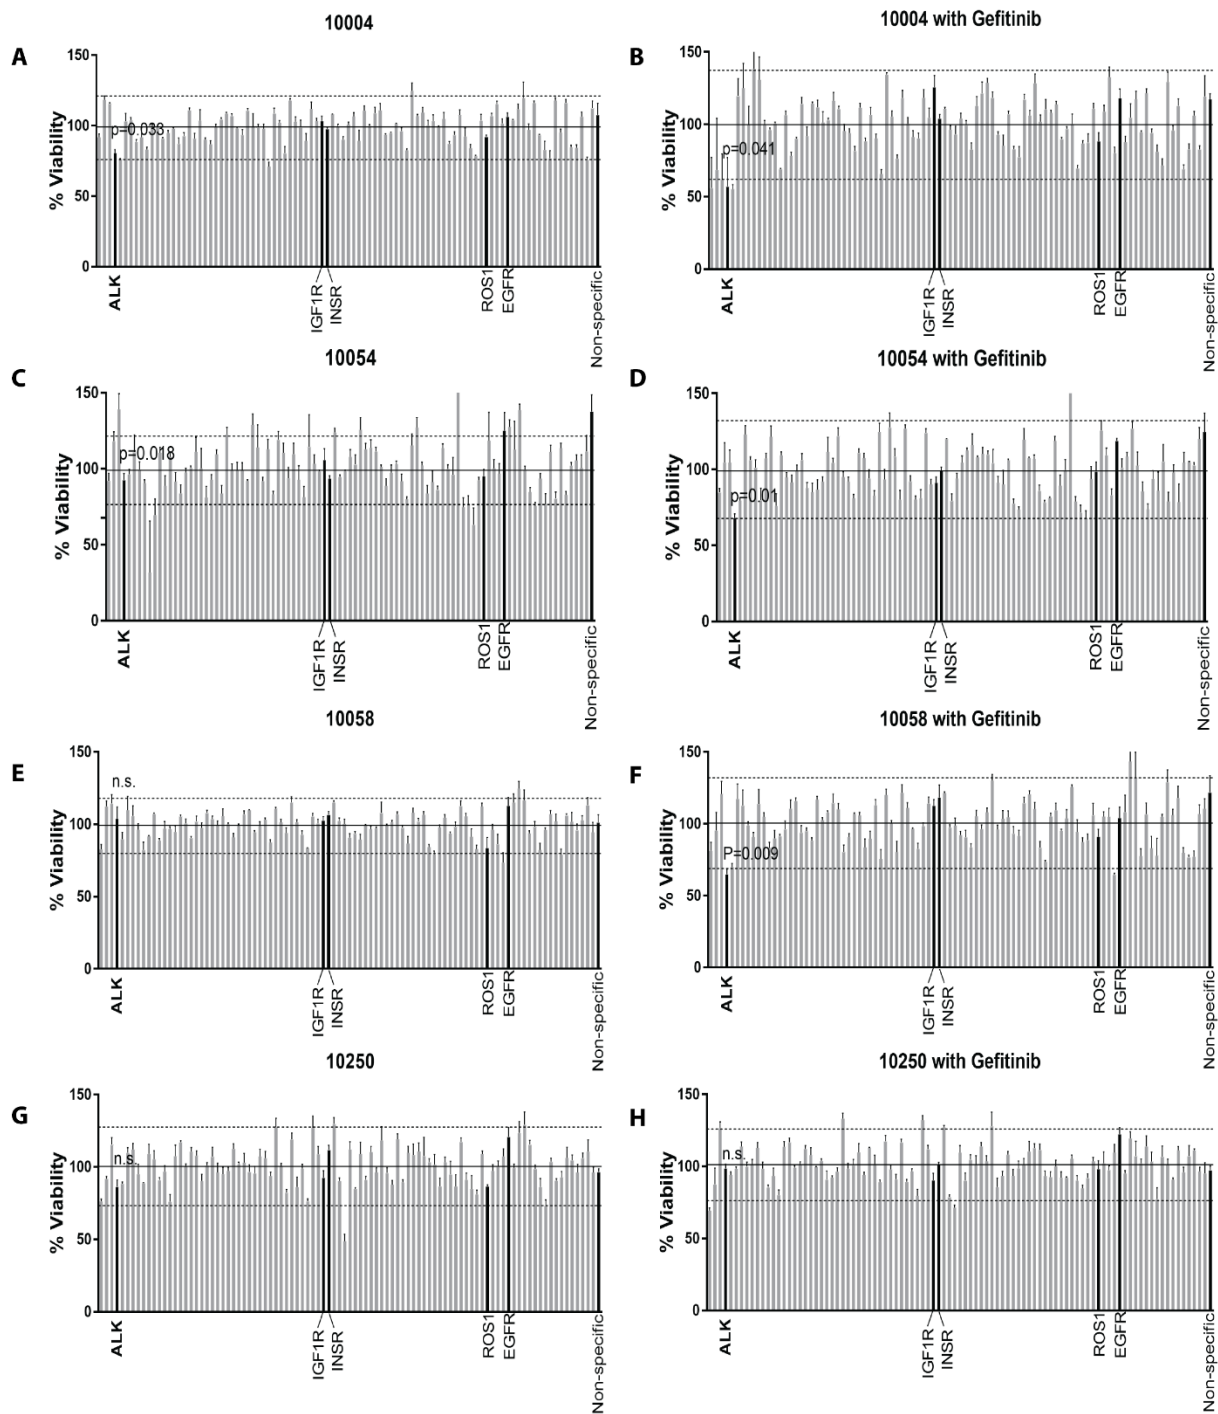 10004
A
% Viability
150
100
50
0
p=0.033
ALK
IGF1R
INSR
ROS1
EGFR
Non-specific
10004 with Gefitinib
B
% Viability
150
100
50
0
p=0.041
ALK
IGF1R
INSR
ROS1
EGFR
Non-specific
10054
C
% Viability
150
100
50
0
p=0.018
ALK
IGF1R
INSR
ROS1
EGFR
Non-specific
10054 with Gefitinib
D
% Viability
150
100
50
0
p=0.01
ALK
IGF1R
INSR
ROS1
EGFR
Non-specific
10058
E
% Viability
150
100
50
0
n.s.
ALK
IGF1R
INSR
ROS1
EGFR
Non-specific
10058 with Gefitinib
F
% Viability
150
100
50
0
P=0.009
ALK
IGF1R
INSR
ROS1
EGFR
Non-specific
10250
G
% Viability
150
100
50
0
n.s.
ALK
IGF1R
INSR
ROS1
EGFR
Non-specific
10250 with Gefitinib
H
% Viability
150
100
50
0
n.s.
ALK
IGF1R
INSR
ROS1
EGFR
Non-specific